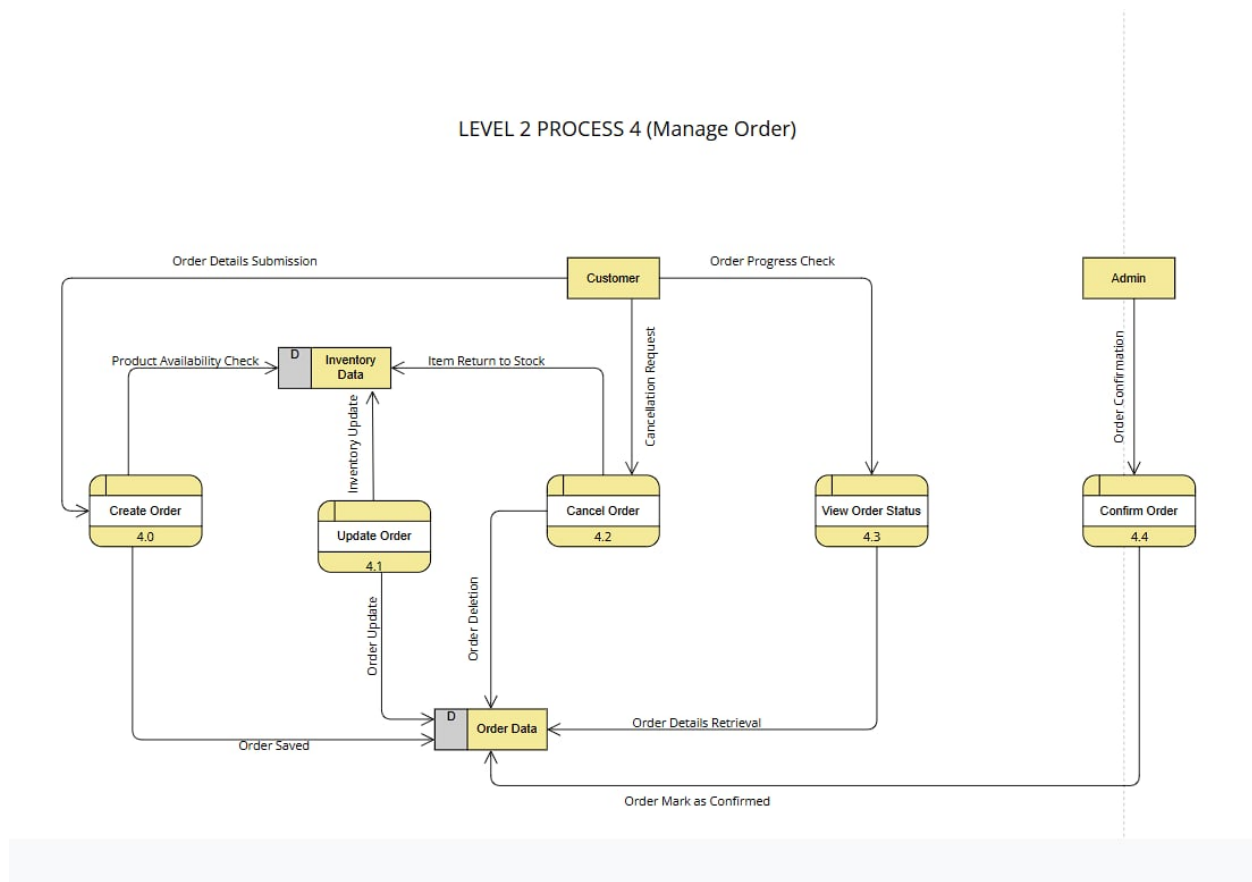 LEVEL 2 PROCESS 4 (Manage Order)
Order Details Submission
Customer
Order Progress Check
Admin
Product Availability Check
D
Inventory
Data
Item Return to Stock
Cancellation Request
Order Confirmation
Inventory Update
Create Order
4.0
Update Order
4.1
Cancel Order
4.2
View Order Status
4.3
Confirm Order
4.4
Order Update
Order Deletion
D
Order Data
Order Details Retrieval
Order Saved
Order Mark as Confirmed